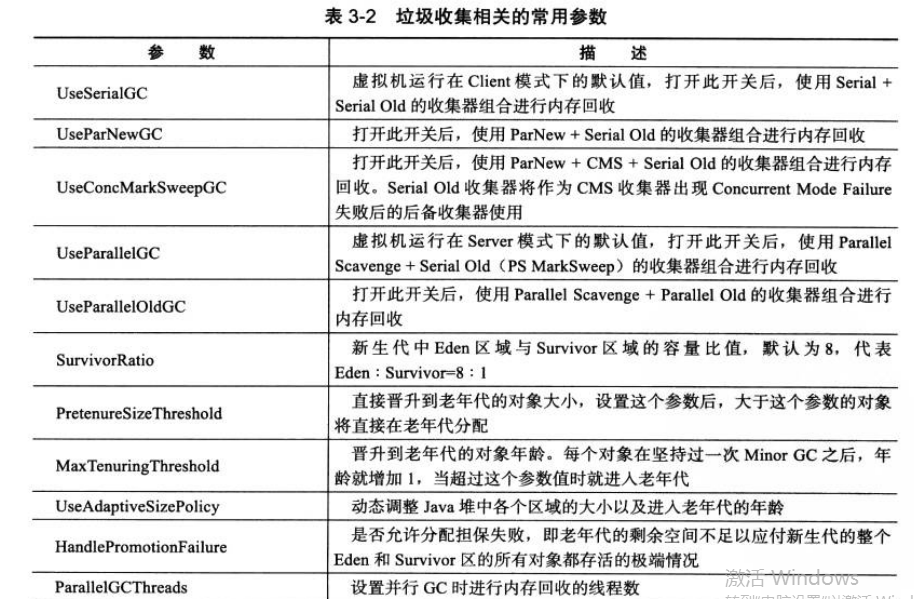 表 3-2 垃圾收集相关的常用参数
参 数 描 述
UseSerialGC
虚拟机运行在 Client 模式下的默认值，打开此开关后，使用 Serial +
Serial Old 的收集器组合进行内存回收
UseParNewGC
打开此开关后，使用 ParNew + Serial Old 的收集器组合进行内存回收
UseConcMarkSweepGC
打开此开关后，使用 ParNew + CMS + Serial Old 的收集器组合进行内存
回收。Serial Old 收集器将作为 CMS 收集器出现 Concurrent Mode Failure
失败后的后备收集器使用
UseParallelGC
虚拟机运行在 Server 模式下的默认值，打开此开关后，使用 Parallel
Scavenge + Serial Old（PS MarkSweep）的收集器组合进行内存回收
UseParallelOldGC
打开此开关后，使用 Parallel Scavenge + Parallel Old 的收集器组合进行
内存回收
SurvivorRatio
新生代中 Eden 区域与 Survivor 区域的容量比值，默认为 8，代表
Eden：Survivor=8：1
PretenureSizeThreshold
直接晋升到老年代的对象大小，设置这个参数后，大于这个参数的对象
将直接在老年代分配
MaxTenuringThreshold
晋升到老年代的对象年龄。每个对象在坚持过一次 Minor GC 之后，年
龄就增加 1，当超过这个参数值时就进入老年代
UseAdaptiveSizePolicy
动态调整 Java 堆中各个区域的大小以及进入老年代的年龄
HandlePromotionFailure
是否允许分配担保失败，即老年代的剩余空间不足以应付新生代的整个
Eden 和 Survivor 区的所有对象都存活的极端情况
ParallelGCThreads
设置并行 GC 时进行内存回收的线程数
激活 Windows